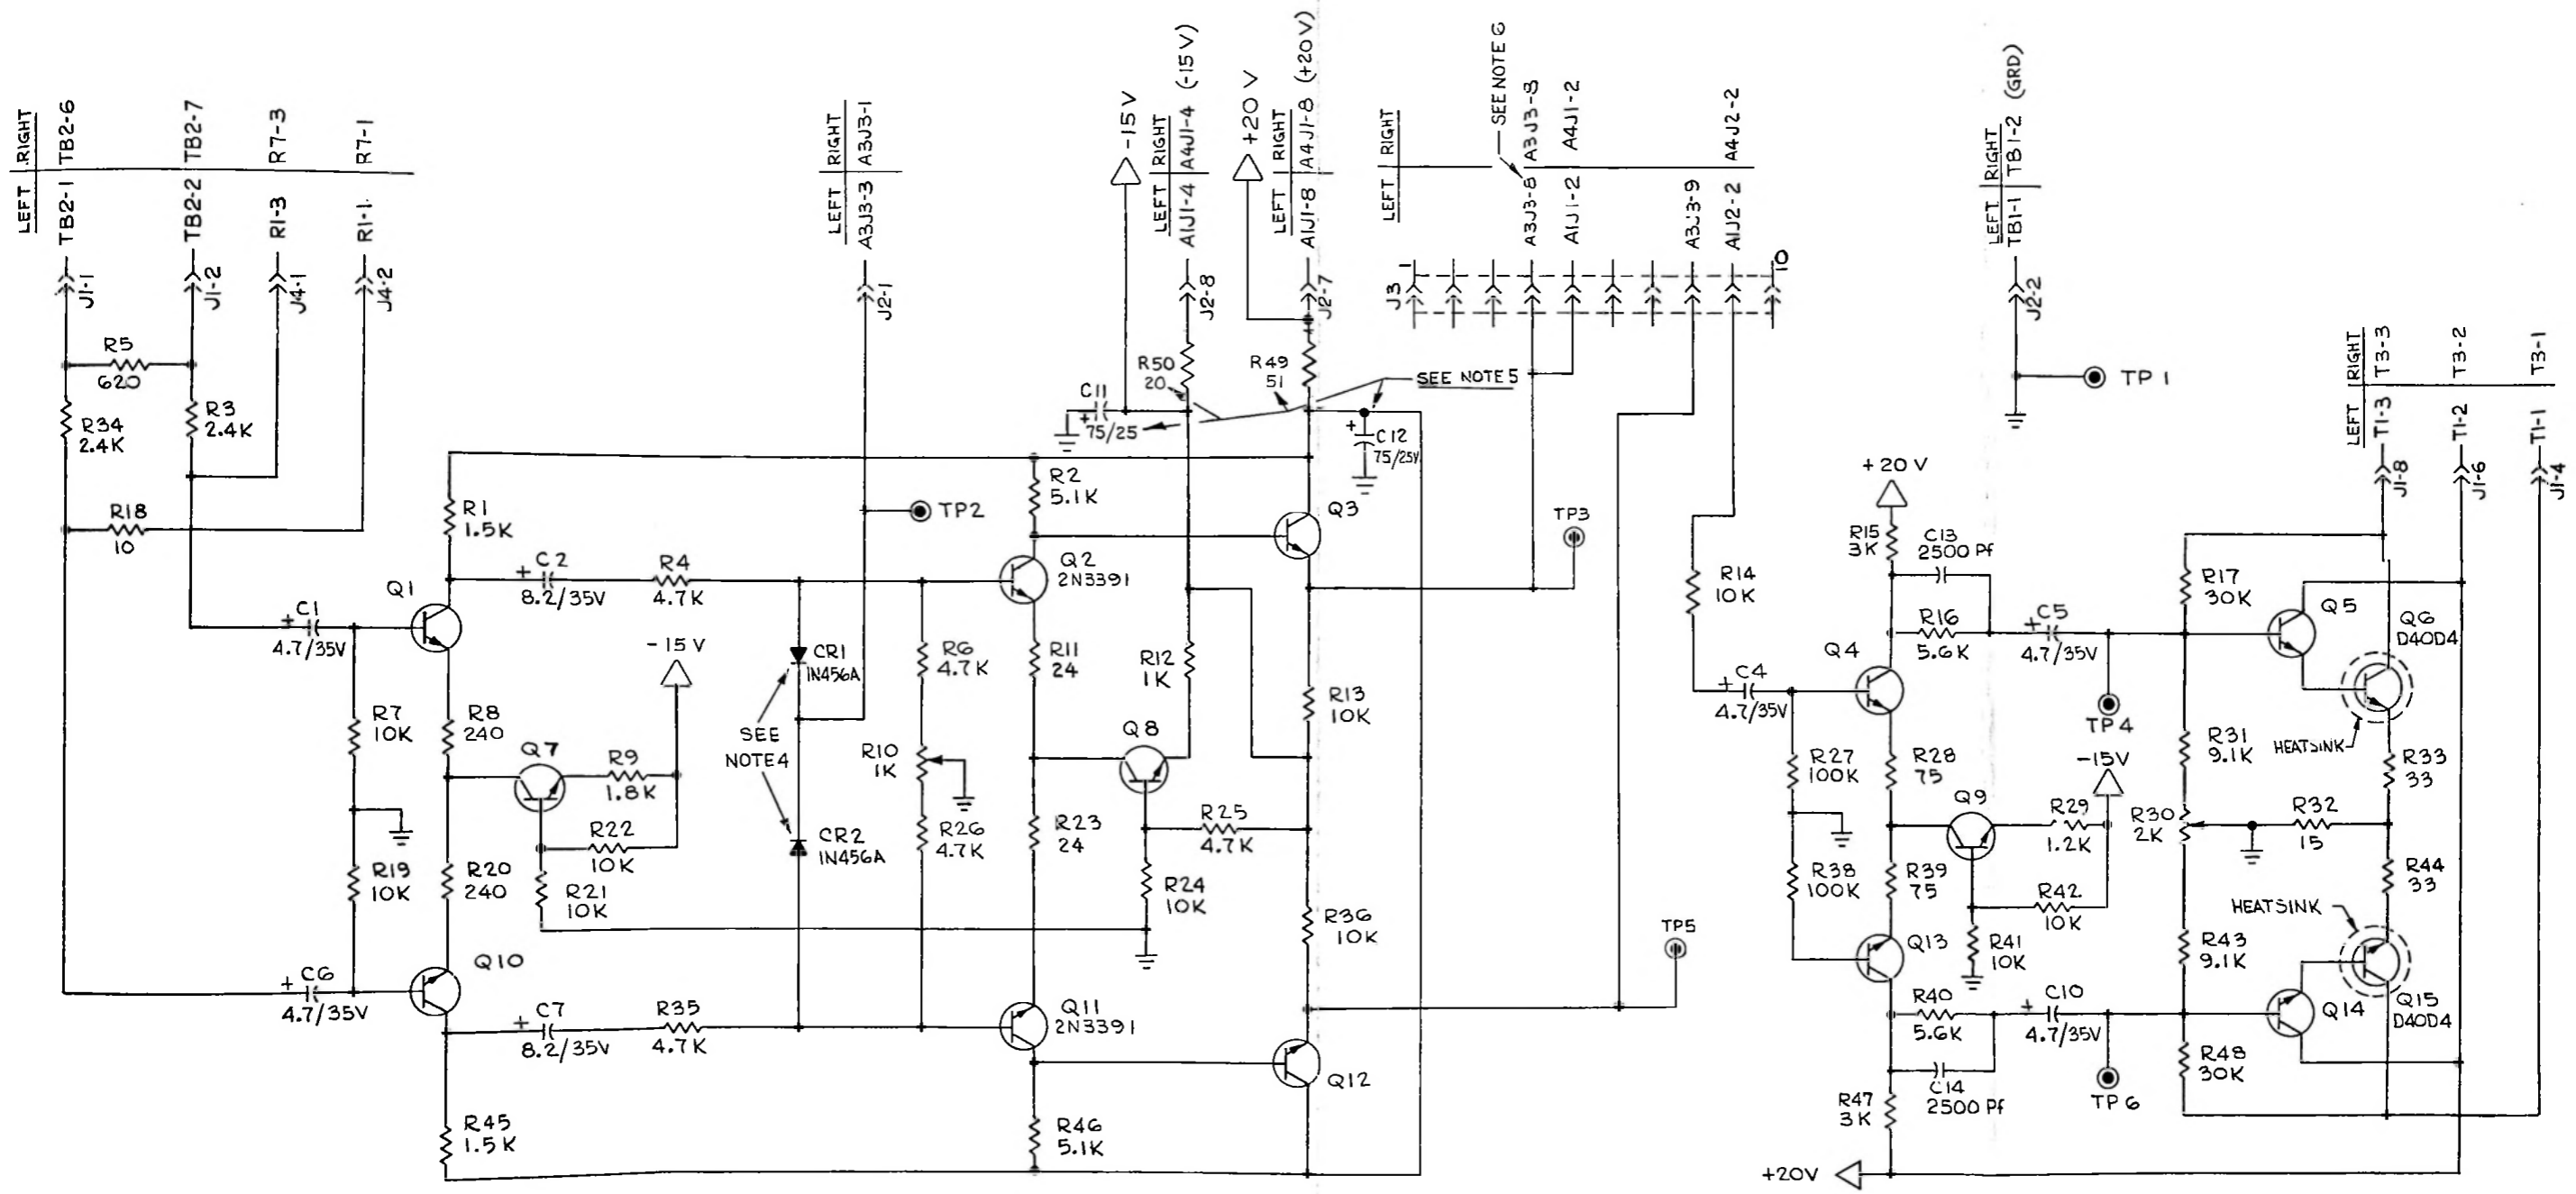 LEFT RIGHT
TB2-1 TB2-6
TB2-2 TB2-7
R1-3 R7-3
R1-1 R7-1
J1-1
J1-2
J4-1
J4-2
R5
620
R34
2.4K
R3
2.4K
R18
10
R1
1.5K
Q1
C1
+
4.7/35V
C2
+
8.2/35V
R4
4.7K
R7
10K
R8
240
-15V
Q7
R9
1.8K
R22
10K
R19
10K
R20
240
R21
10K
C6
+
4.7/35V
Q10
C7
+
8.2/35V
R35
4.7K
R45
1.5K
LEFT RIGHT
A3J3-3 A3J3-1
J2-1
TP2
CR1
1N456A
SEE
NOTE4
CR2
1N456A
R6
4.7K
R10
1K
R26
4.7K
R2
5.1K
Q2
2N3391
R11
24
R23
24
Q11
2N3391
R46
5.1K
-15V
LEFT RIGHT
A1J1-4 A4J1-4 (-15V)
J2-8
+20V
LEFT RIGHT
A1J1-8 A4J1-8 (+20V)
J2-7
R50
20
R49
51
SEE NOTE 5
C11
+
75/25
+
C12
75/25V
Q3
R12
1K
Q8
R13
10K
R25
4.7K
R24
10K
R36
10K
Q12
TP3
TP5
LEFT RIGHT
SEE NOTE 6
A3J3-8 A3J3-8
A1J1-2 A4J1-2
A3J3-9
A1J2-2 A4J2-2
J3
1
10
R14
10K
C4
+
4.7/35V
LEFT RIGHT
TB1-1 TB1-2 (GRD)
J2-2
TP1
+20V
R15
3K
C13
2500 Pf
Q4
R16
5.6K
C5
+
4.7/35V
TP4
R27
100K
R28
75
Q9
R29
1.2K
-15V
R38
100K
R39
75
R42
10K
R41
10K
Q13
R40
5.6K
C10
+
4.7/35V
C14
2500 Pf
TP6
R47
3K
+20V
LEFT RIGHT
T1-3 T3-3
T1-2 T3-2
T1-1 T3-1
J1-8
J1-6
J1-4
R17
30K
Q5
Q6
D40D4
HEATSINK
R31
9.1K
R33
33
R30
2K
R32
15
R44
33
HEATSINK
R43
9.1K
Q14
Q15
D40D4
R48
30K